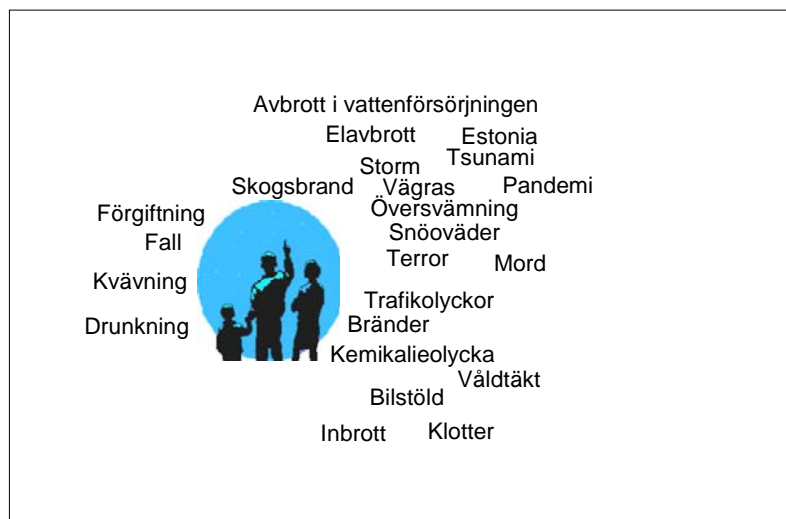 Avbrott i vattenförsörjningen
Elavbrott
Estonia
Tsunami
Storm
Skogsbrand
Vägras
Pandemi
Förgiftning
Översvämning
Snöoväder
Fall
Terror
Mord
Kvävning
Trafikolyckor
Drunkning
Bränder
Kemikalieolycka
Våldtäkt
Bilstöld
Inbrott
Klotter